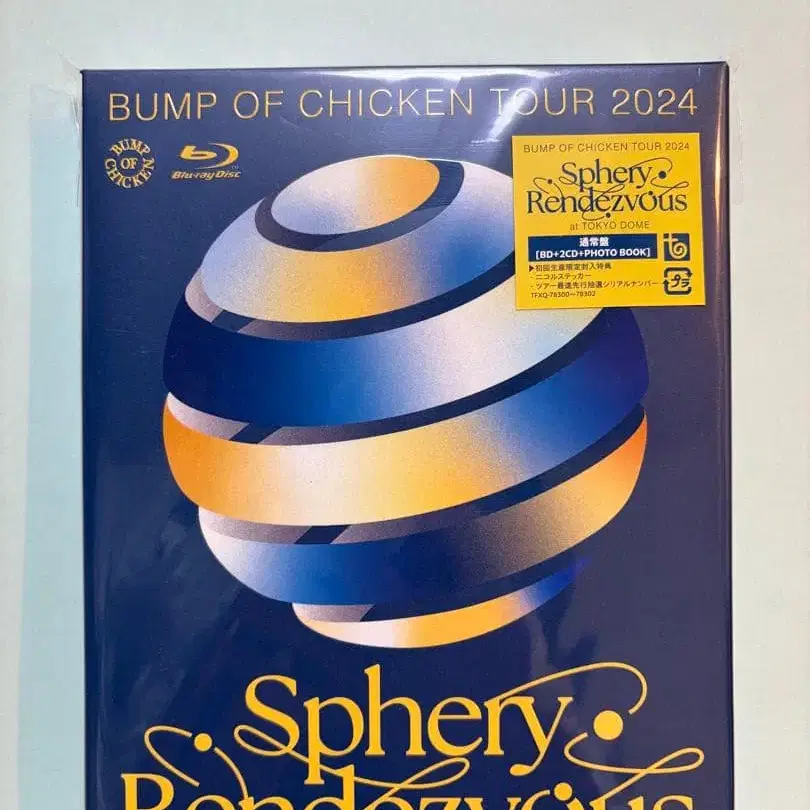 BUMP OF CHICKEN TOUR 2024
BUMP
OF
CHICKEN
Blu-ray Disc
BUMP OF CHICKEN TOUR 2024
Sphery
Rendezvous
at TOKYO DOME
通常盤
[BD+2CD+PHOTO BOOK]
▶初回生産限定封入特典
・ニコルステッカー
・ツアー最速先行抽選シリアルナンバー
TFXQ-78300〜78302
プラ
Sphery
Rendezvous